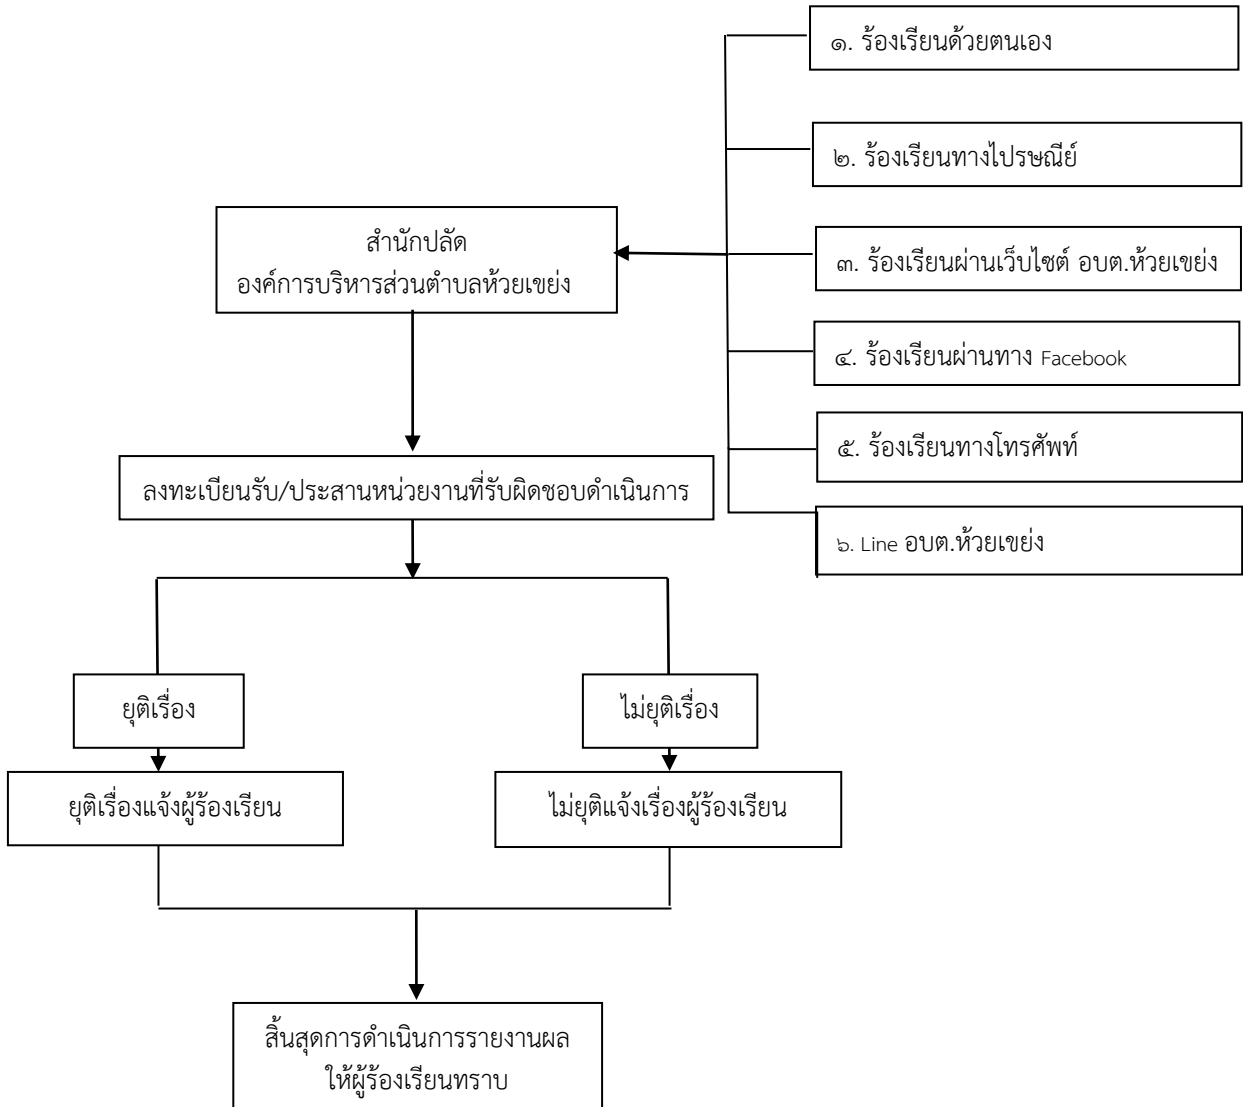 ๑. ร้องเรียนด้วยตนเอง
๒. ร้องเรียนทางไปรษณีย์
สำนักปลัด
องค์การบริหารส่วนตำบลห้วยเขย่ง
๓. ร้องเรียนผ่านเว็บไซต์ อบต.ห้วยเขย่ง
๔. ร้องเรียนผ่านทาง Facebook
๕. ร้องเรียนทางโทรศัพท์
ลงทะเบียนรับ/ประสานหน่วยงานที่รับผิดชอบดำเนินการ
๖. Line อบต.ห้วยเขย่ง
ยุติเรื่อง
ไม่ยุติเรื่อง
ยุติเรื่องแจ้งผู้ร้องเรียน
ไม่ยุติแจ้งเรื่องผู้ร้องเรียน
สิ้นสุดการดำเนินการรายงานผล
ให้ผู้ร้องเรียนทราบ